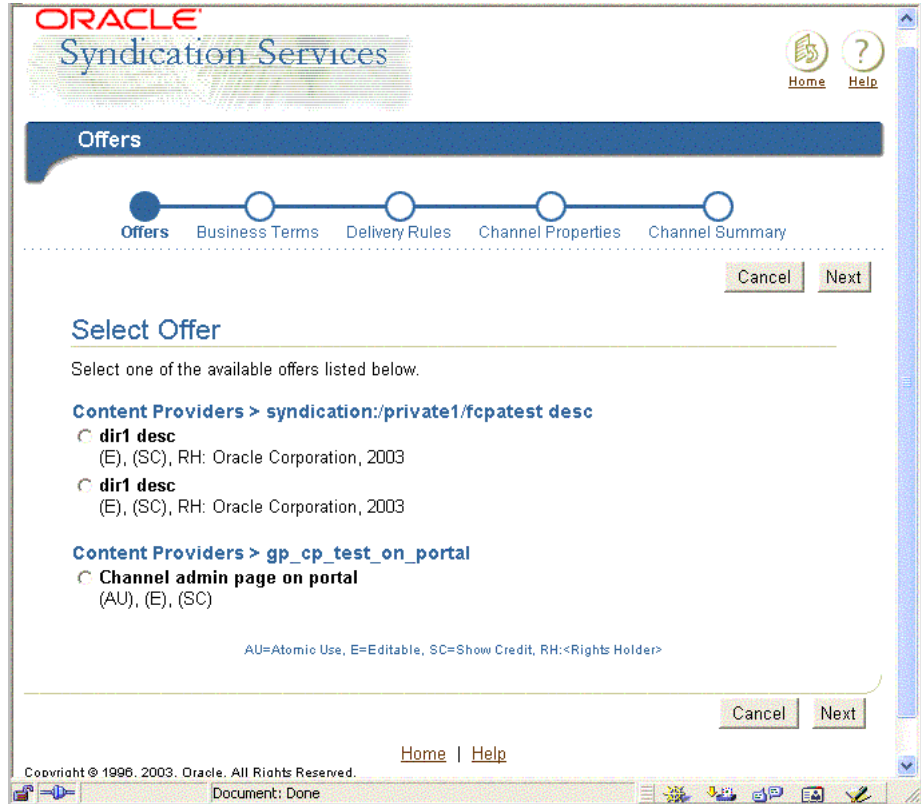 ORACLE
Syndication Services
Home Help
Offers
Offers Business Terms Delivery Rules Channel Properties Channel Summary
Cancel Next
Select Offer
Select one of the available offers listed below.
Content Providers > syndication:/private1/fcpatest desc
dir1 desc
(E), (SC), RH: Oracle Corporation, 2003
dir1 desc
(E), (SC), RH: Oracle Corporation, 2003
Content Providers > gp_cp_test_on_portal
Channel admin page on portal
(AU), (E), (SC)
AU=Atomic Use, E=Editable, SC=Show Credit, RH:<Rights Holder>
Cancel Next
Home | Help
Copyright © 1996, 2003, Oracle. All Rights Reserved.
Document: Done